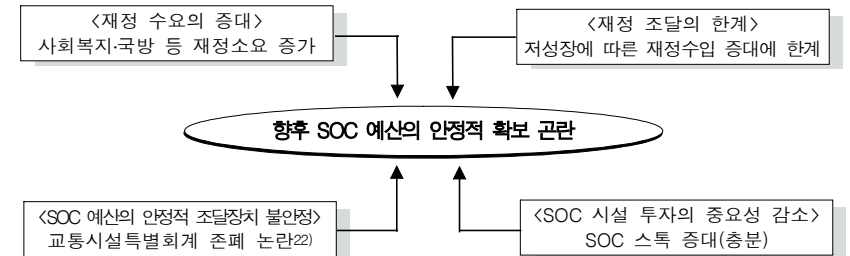 <재정 수요의 증대>
사회복지·국방 등 재정소요 증가
<재정 조달의 한계>
저성장에 따른 재정수입 증대에 한계
향후 SOC 예산의 안정적 확보 곤란
<SOC 예산의 안정적 조달장치 불안정>
교통시설특별회계 존폐 논란22)
<SOC 시설 투자의 중요성 감소>
SOC 스톡 증대(충분)